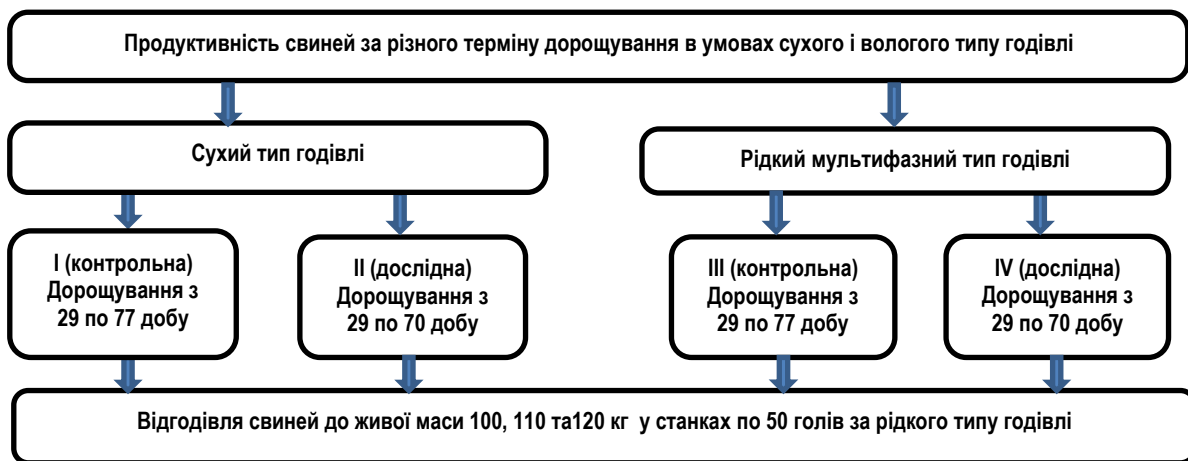 Продуктивність свиней за різного терміну дорощування в умовах сухого і вологого типу годівлі
Сухий тип годівлі
Рідкий мультифазний тип годівлі
І (контрольна)
Дорощування з
29 по 77 добу
ІІ (дослідна)
Дорощування з
29 по 70 добу
ІІІ (контрольна)
Дорощування з
29 по 77 добу
IV (дослідна)
Дорощування з
29 по 70 добу
Відгодівля свиней до живої маси 100, 110 та120 кг у станках по 50 голів за рідкого типу годівлі